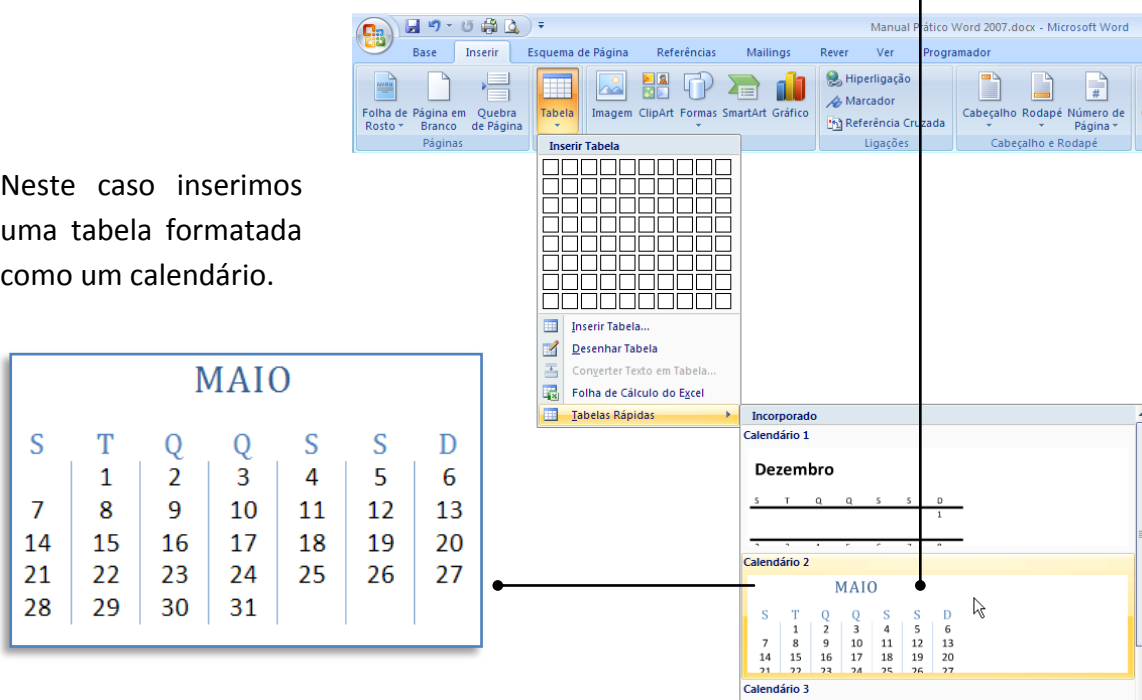 Manual Prático Word 2007.docx - Microsoft Word
Base Inserir Esquema de Página Referências Mailings Rever Ver Programador
Folha de Rosto
Página em Branco
Quebra de Página
Tabela
Imagem ClipArt Formas SmartArt Gráfico
Hiperligação
Marcador
Referência Cruzada
Cabeçalho Rodapé Número de Página
Páginas
Ligações
Cabeçalho e Rodapé
Inserir Tabela
Neste caso inserimos
uma tabela formatada
como um calendário.
Inserir Tabela...
Desenhar Tabela
Converter Texto em Tabela...
Folha de Cálculo do Excel
Tabelas Rápidas
MAIO
S T Q Q S S D
1 2 3 4 5 6
7 8 9 10 11 12 13
14 15 16 17 18 19 20
21 22 23 24 25 26 27
28 29 30 31
Incorporado
Calendário 1
Dezembro
S T Q Q S S D
1
Calendário 2
MAIO
S T Q Q S S D
1 2 3 4 5 6
7 8 9 10 11 12 13
14 15 16 17 18 19 20
21 22 23 24 25 26 27
Calendário 3